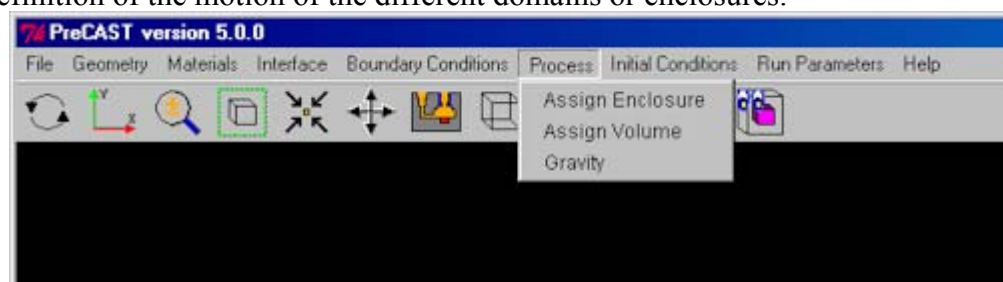 efinition of the motion of the different domains or enclosures.
PreCAST version 5.0.0
File Geometry Materials Interface Boundary Conditions Process Initial Conditions Run Parameters Help
Y
x
Assign Enclosure
Assign Volume
Gravity